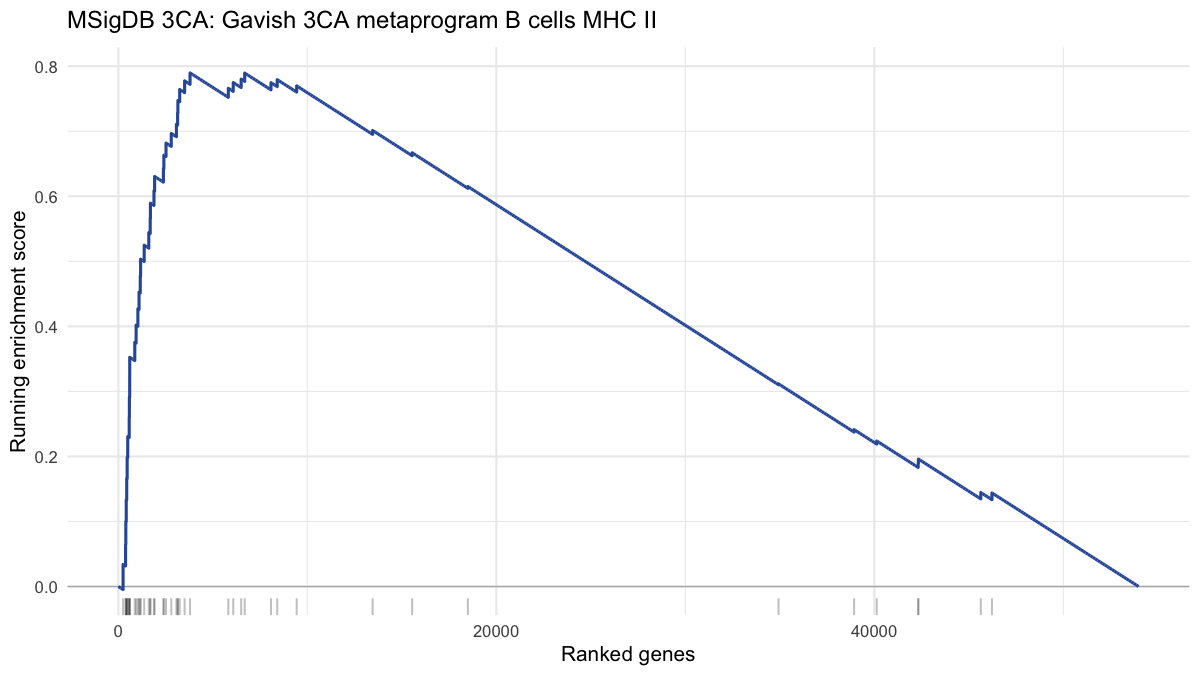 MSigDB 3CA: Gavish 3CA metaprogram B cells MHC II
Running enrichment score
0.8
0.6
0.4
0.2
0.0
0
20000
40000
Ranked genes